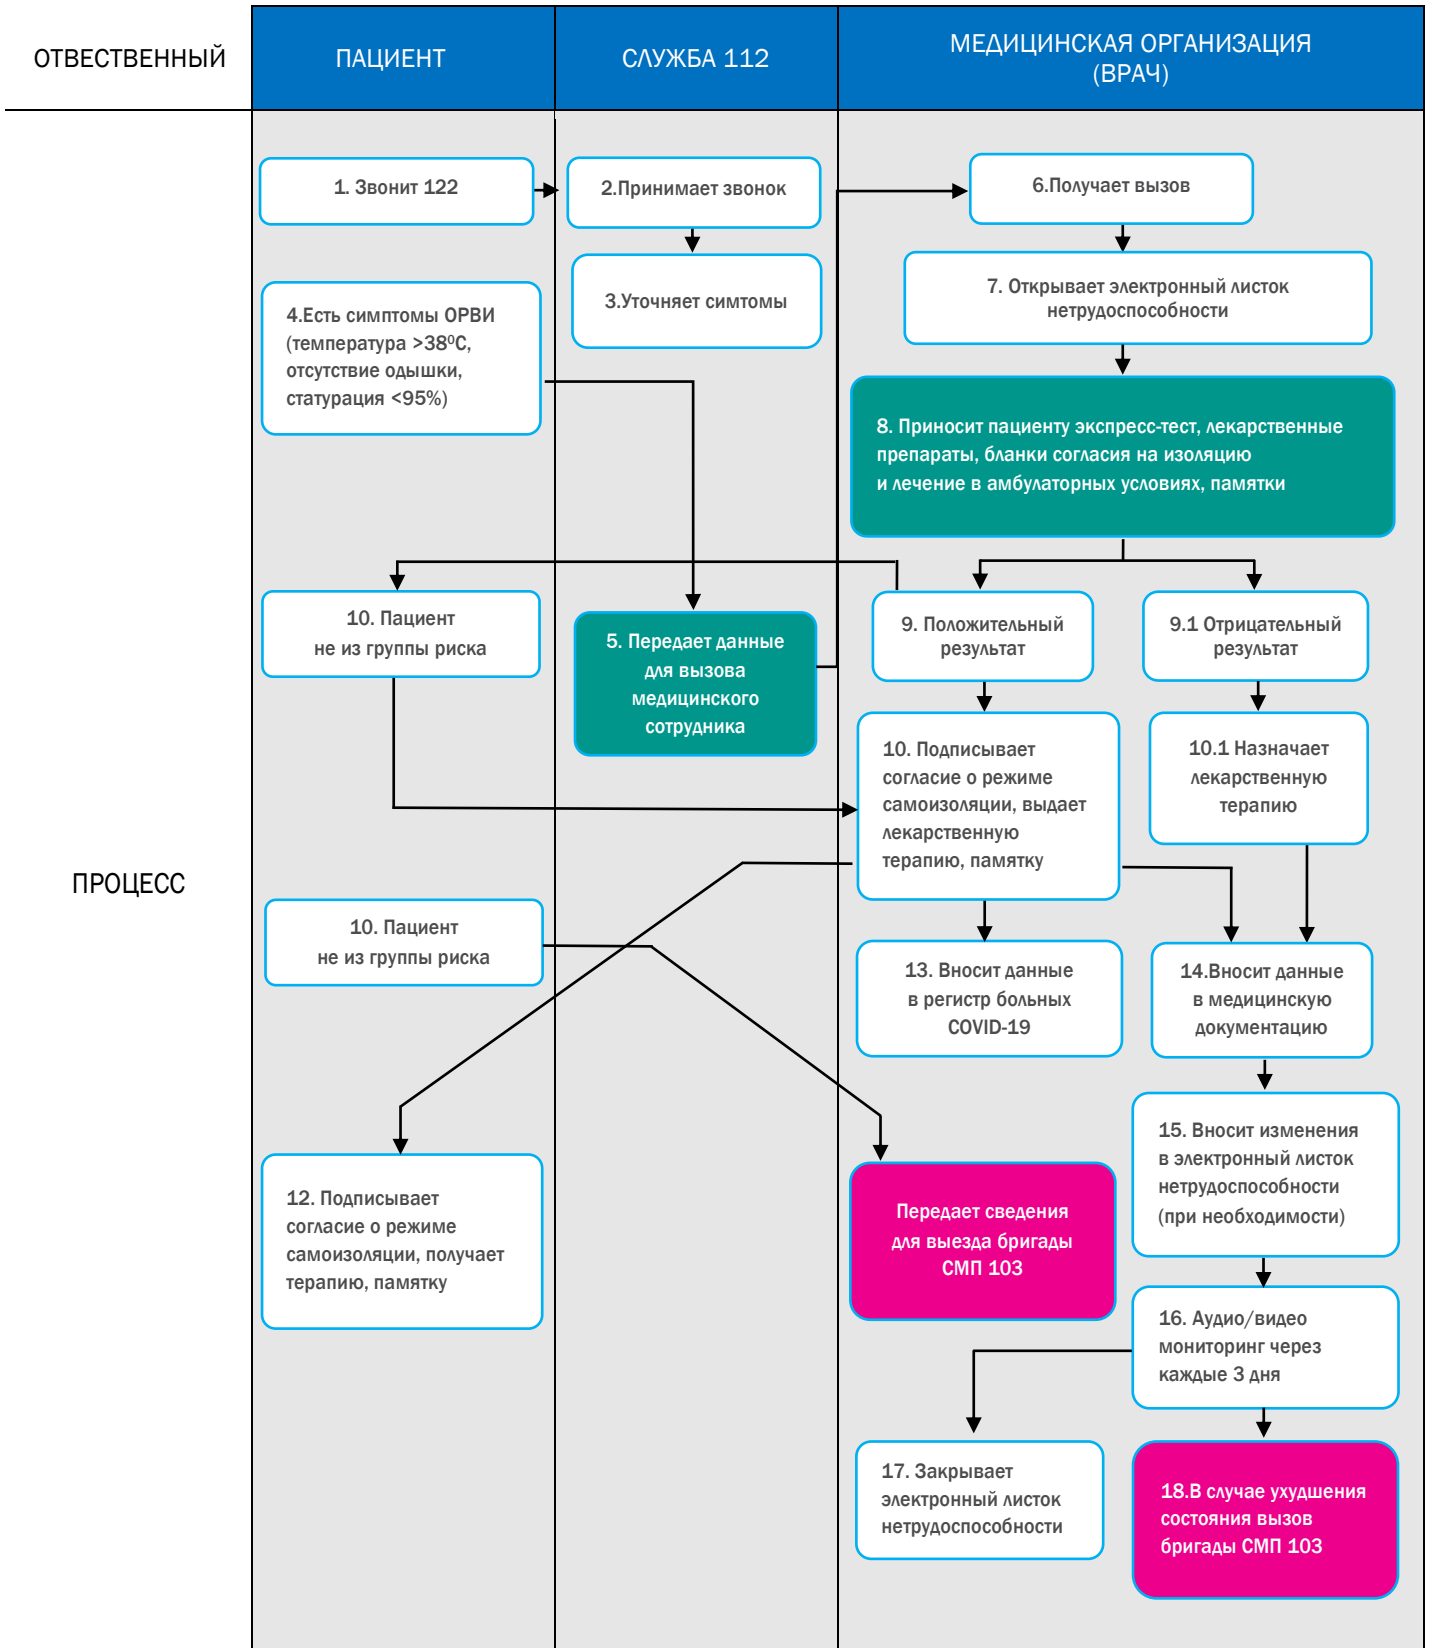 ОТВЕСТВЕННЫЙ
ПАЦИЕНТ
СЛУЖБА 112
МЕДИЦИНСКАЯ ОРГАНИЗАЦИЯ
(ВРАЧ)
1. Звонит 122
2.Принимает звонок
6.Получает вызов
3.Уточняет симтомы
7. Открывает электронный листок
нетрудоспособности
4.Есть симптомы ОРВИ
(температура >38⁰С,
отсутствие одышки,
статурация <95%)
8. Приносит пациенту экспресс-тест, лекарственные
препараты, бланки согласия на изоляцию
и лечение в амбулаторных условиях, памятки
10. Пациент
не из группы риска
5. Передает данные
для вызова
медицинского
сотрудника
9. Положительный
результат
9.1 Отрицательный
результат
10. Подписывает
согласие о режиме
самоизоляции, выдает
лекарственную
терапию, памятку
10.1 Назначает
лекарственную
терапию
ПРОЦЕСС
10. Пациент
не из группы риска
13. Вносит данные
в регистр больных
COVID-19
14.Вносит данные
в медицинскую
документацию
15. Вносит изменения
в электронный листок
нетрудоспособности
(при необходимости)
12. Подписывает
согласие о режиме
самоизоляции, получает
терапию, памятку
Передает сведения
для выезда бригады
СМП 103
16. Аудио/видео
мониторинг через
каждые 3 дня
17. Закрывает
электронный листок
нетрудоспособности
18.В случае ухудшения
состояния вызов
бригады СМП 103